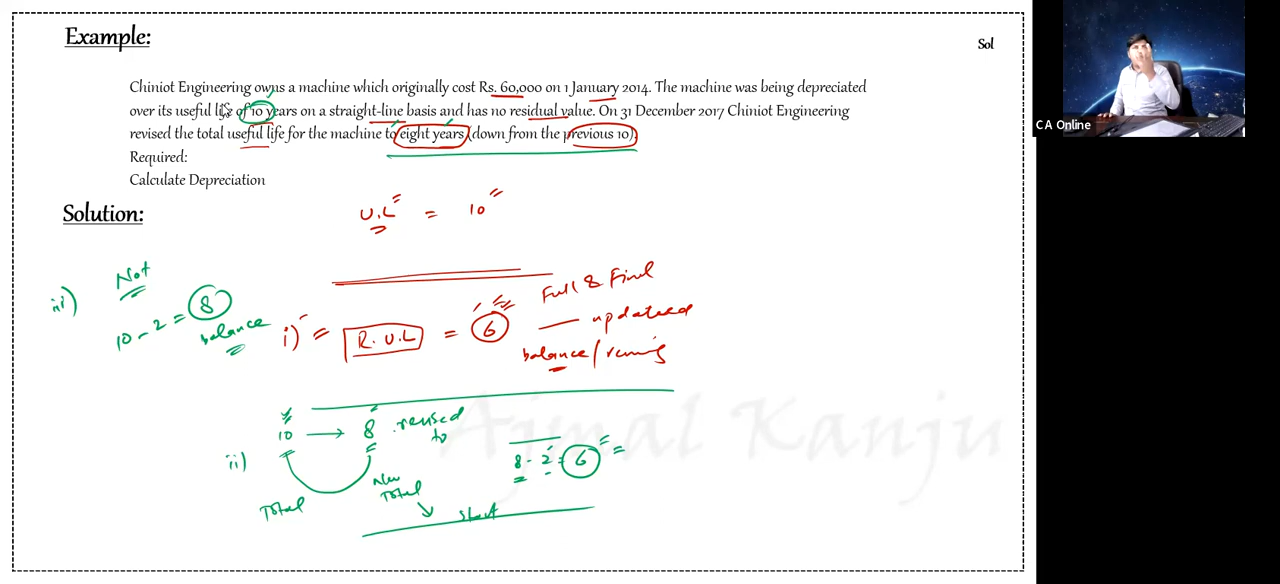 Example:
Sol
Chiniot Engineering owns a machine which originally cost Rs. 60,000 on 1 January 2014. The machine was being depreciated
over its useful life of 10 years on a straight-line basis and has no residual value. On 31 December 2017 Chiniot Engineering
revised the total useful life for the machine to eight years (down from the previous 10).
Required:
Calculate Depreciation
Solution:
U.L = 10
iii) Not
10 - 2 = 8
balance
i) = R.U.L = 6
Full & Final
updated
balance/
ii) 10 → 8 revised
to
8 - 2 = 6
Total
New
Total
start
Ajmal Kanju
C A Online